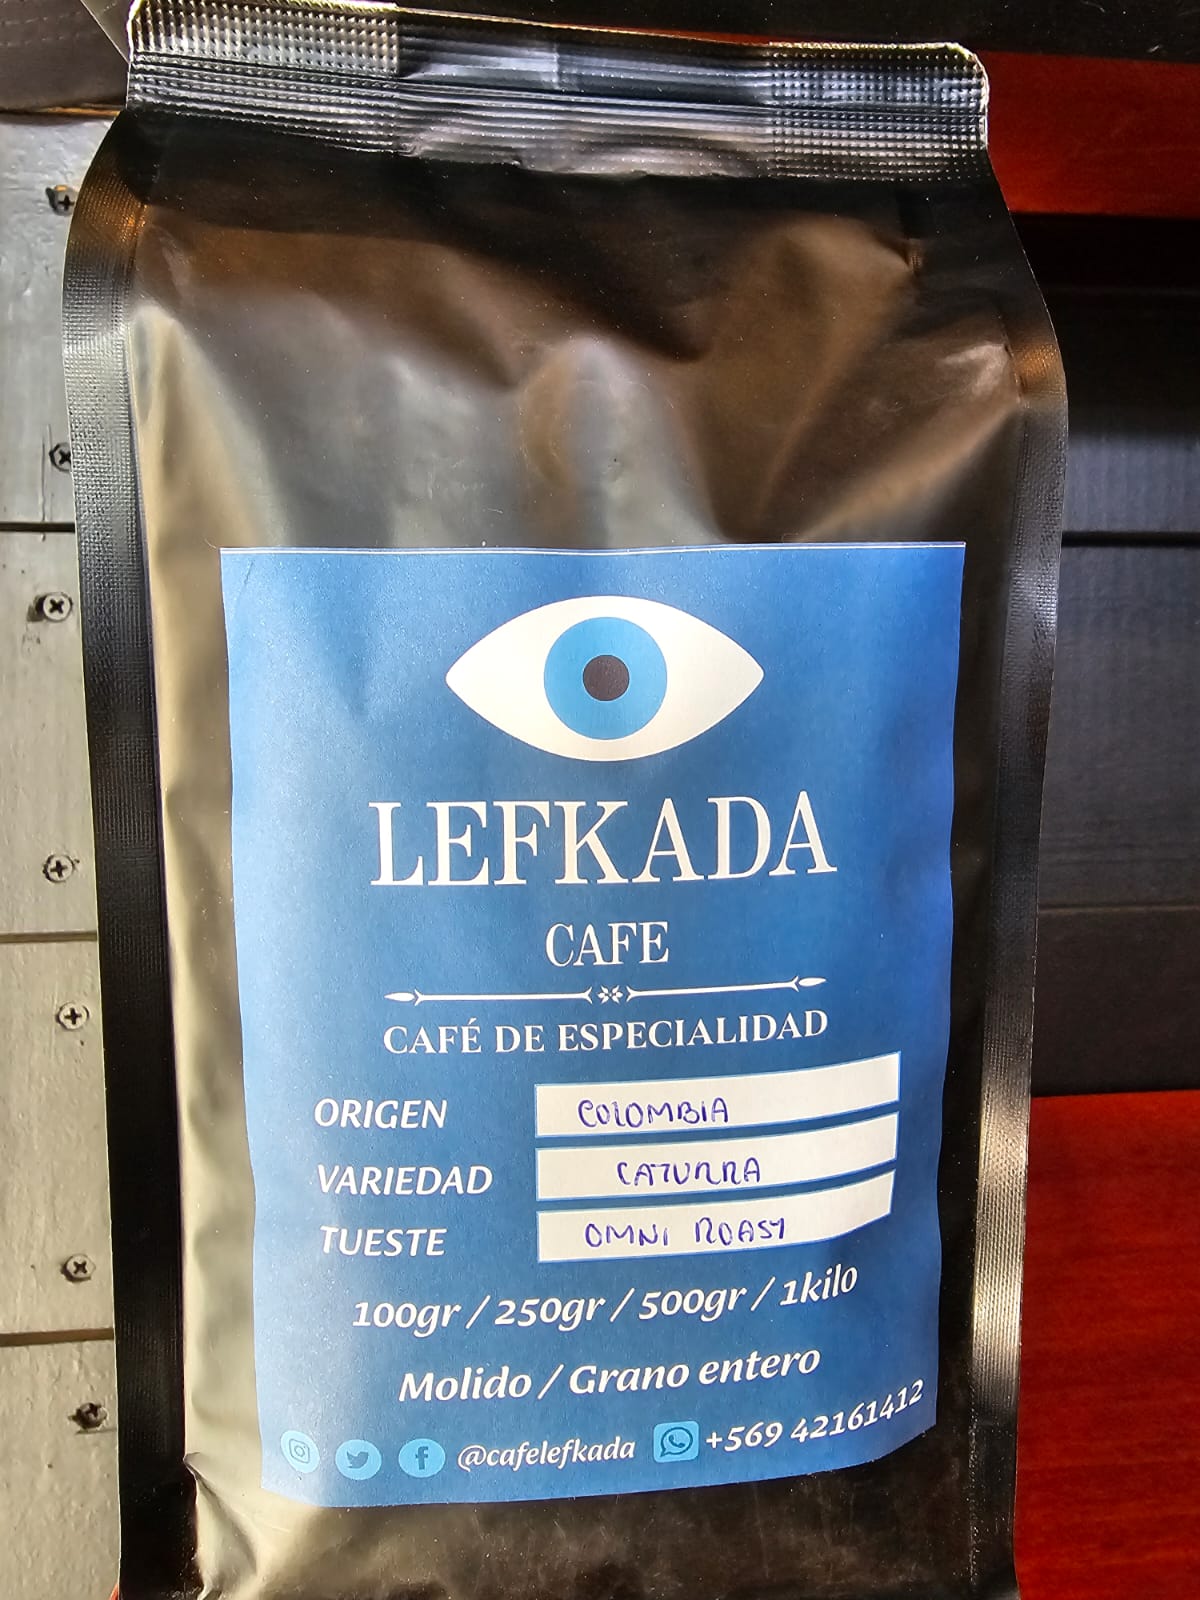 LEFKADA
CAFE
CAFÉ DE ESPECIALIDAD
ORIGEN COLOMBIA
VARIEDAD CATURRA
TUESTE OMNI ROAST
100gr / 250gr / 500gr / 1kilo
Molido / Grano entero
@cafelefkada +569 42161412